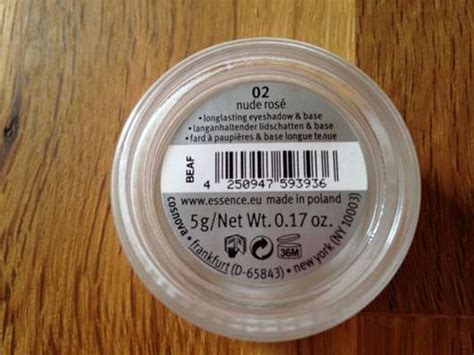 02
nude rosé
• longlasting eyeshadow & base
• langanhaltender lidschatten & base
• fard à paupières & base longue teaue
BEAF
4 250947 593936
www.essence.eu made in poland
5g/Net Wt. 0.17 oz.
36M
cosnova • frankfurt (D-65843) • new york (NY 10003)